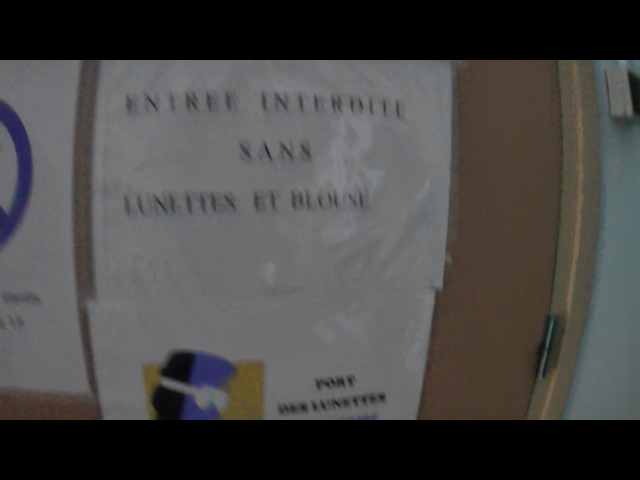 ENTREE INTERDITE
SANS
LUNETTES ET BLOUSE
PORT
DES LUNETTES